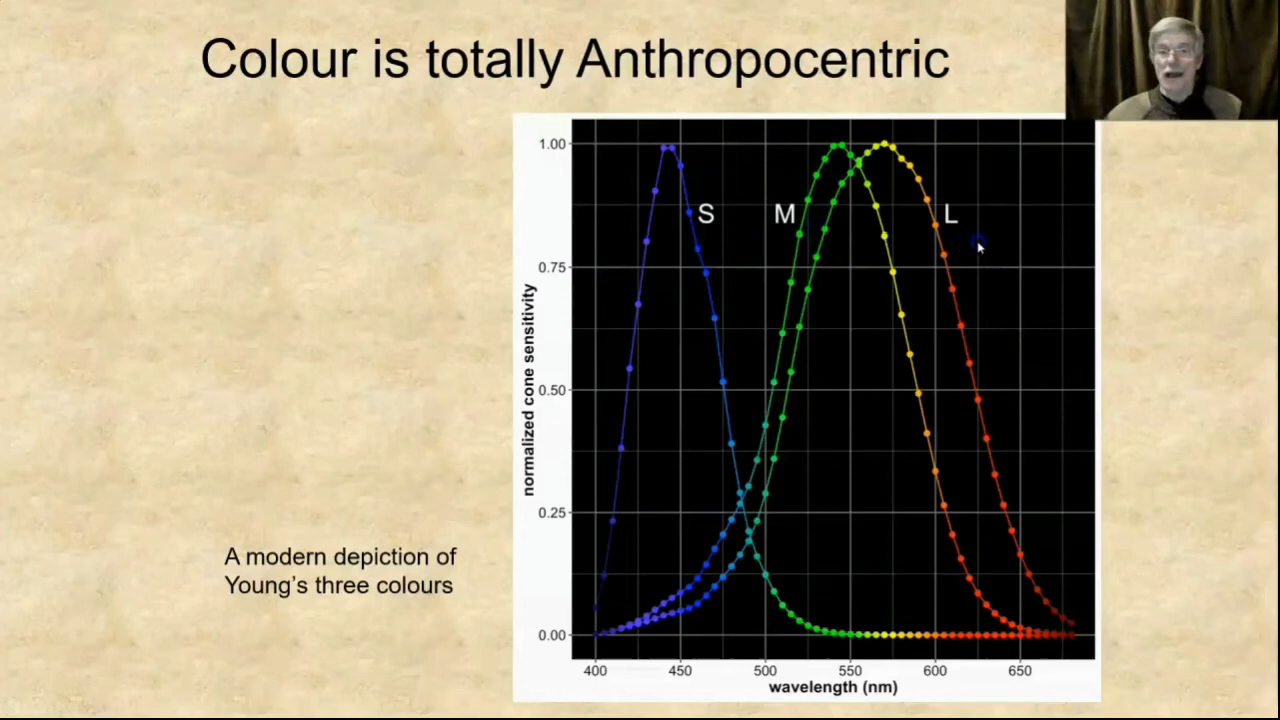 Colour is totally Anthropocentric
1.00
0.75
0.50
0.25
0.00
normalized cone sensitivity
S
M
L
400 450 500 550 600 650
wavelength (nm)
A modern depiction of
Young's three colours